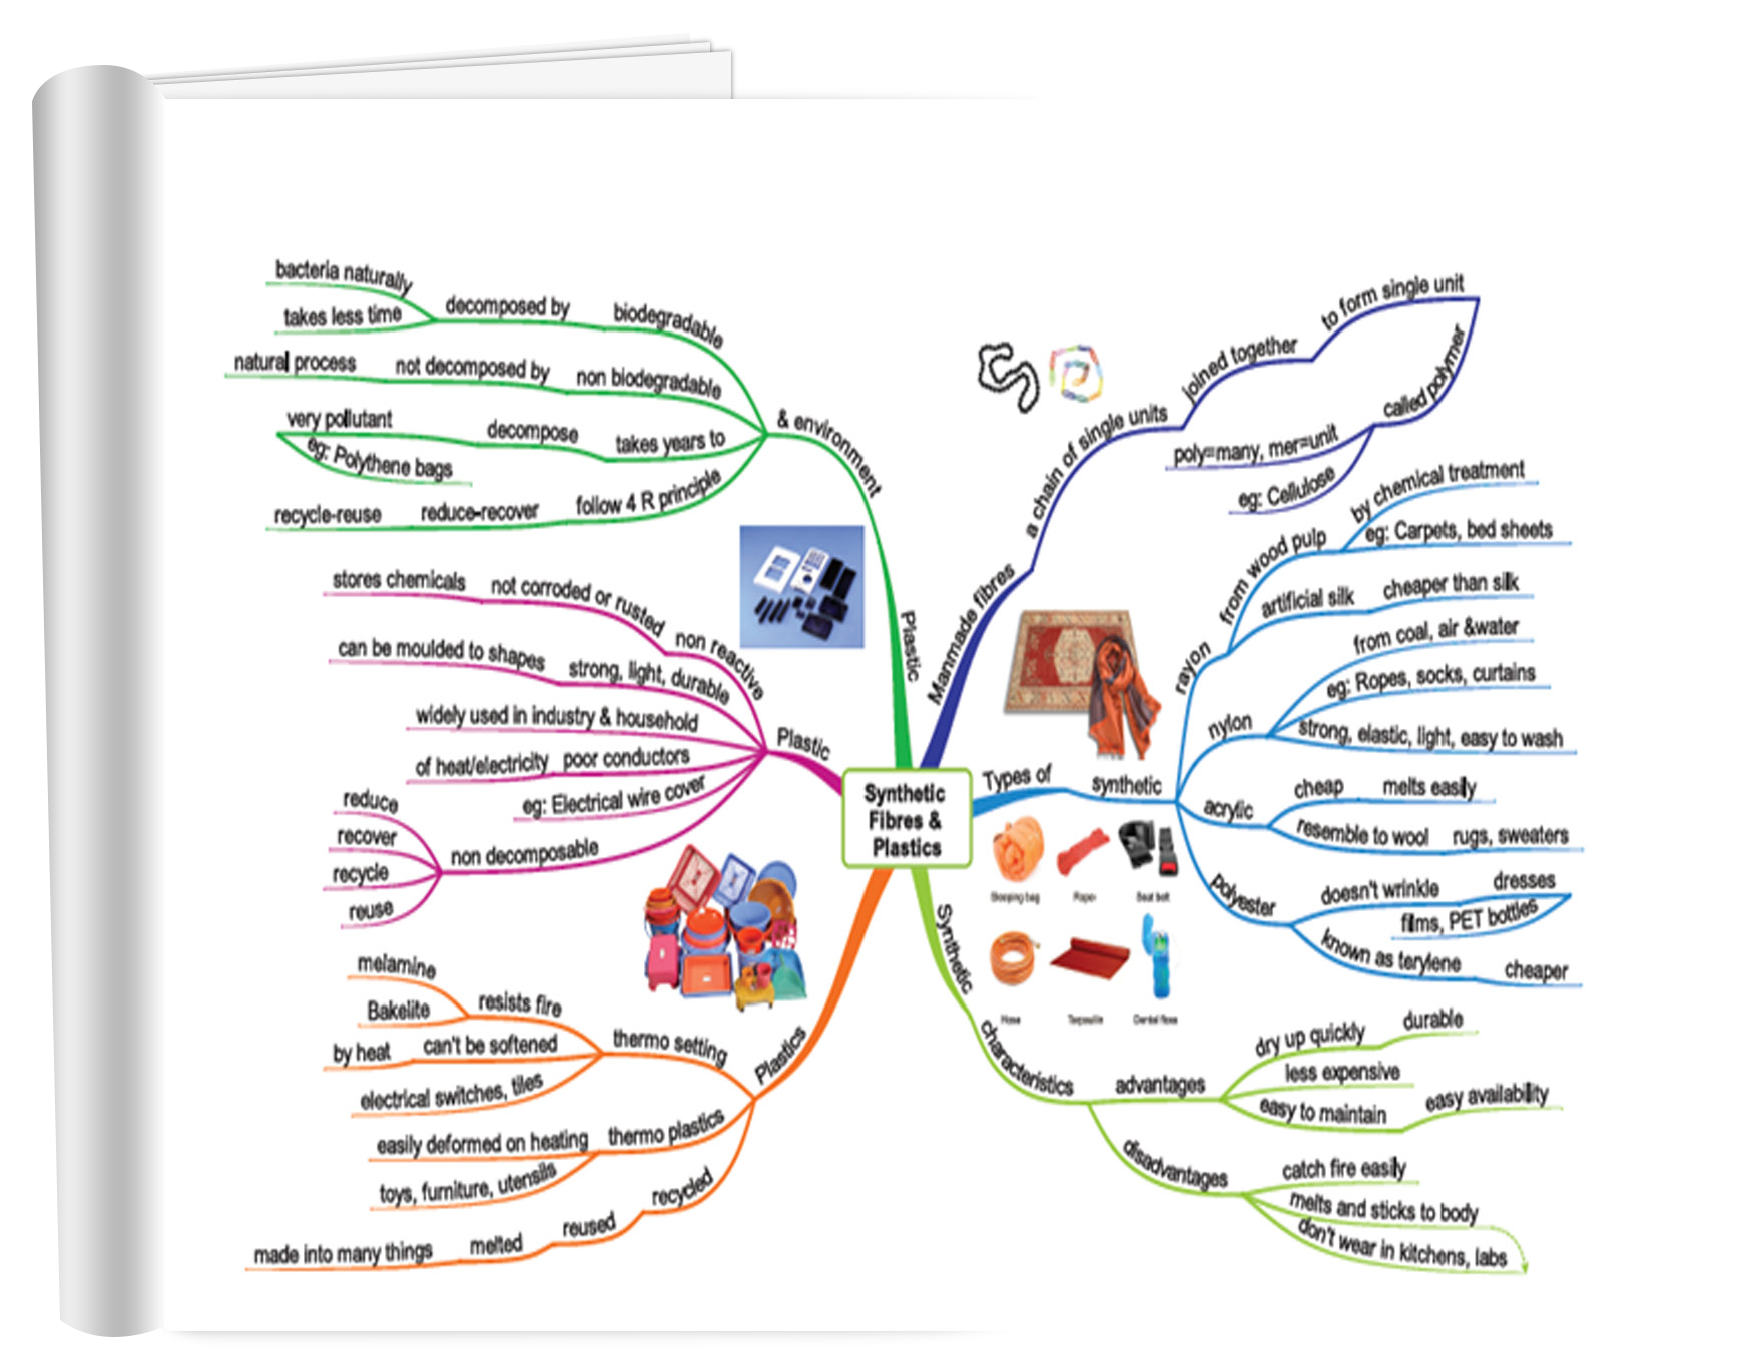 Synthetic
Fibres &
Plastics
Manmade fibres
a chain of single units
joined together
to form single unit
called polymer
poly=many, mer=unit
eg: Cellulose
Types of
synthetic
rayon
from wood pulp
by chemical treatment
eg: Carpets, bed sheets
artificial silk
cheaper than silk
nylon
from coal, air &water
eg: Ropes, socks, curtains
strong, elastic, light, easy to wash
acrylic
cheap
melts easily
resemble to wool
rugs, sweaters
polyester
doesn't wrinkle
dresses
films, PET bottles
known as terylene
cheaper
Sleeping bag
Ropes
Seat belt
Hose
Tarpaulin
Dental floss
Synthetic
characteristics
advantages
dry up quickly
durable
less expensive
easy to maintain
easy availability
disadvantages
catch fire easily
melts and sticks to body
don't wear in kitchens, labs
Plastics
thermo setting
resists fire
melamine
Bakelite
can't be softened
by heat
electrical switches, tiles
thermo plastics
easily deformed on heating
toys, furniture, utensils
recycled
reused
melted
made into many things
Plastic
non reactive
not corroded or rusted
stores chemicals
strong, light, durable
can be moulded to shapes
widely used in industry & household
poor conductors
of heat/electricity
eg: Electrical wire cover
non decomposable
reduce
recover
recycle
reuse
Plastic
& environment
biodegradable
decomposed by
bacteria naturally
takes less time
non biodegradable
not decomposed by
natural process
takes years to
decompose
very pollutant
eg: Polythene bags
follow 4 R principle
reduce-recover
recycle-reuse